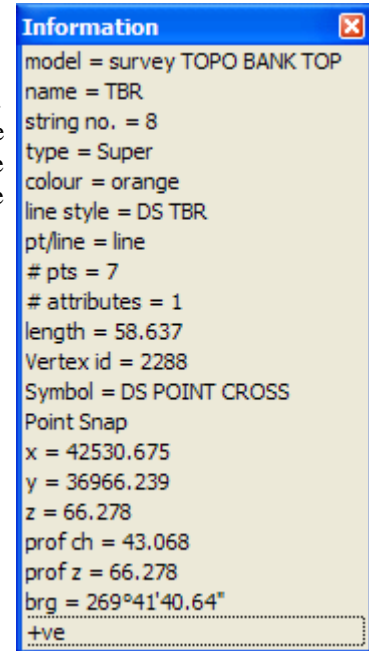 Information
model = survey TOPO BANK TOP
name = TBR
string no. = 8
type = Super
colour = orange
line style = DS TBR
pt/line = line
# pts = 7
# attributes = 1
length = 58.637
Vertex id = 2288
Symbol = DS POINT CROSS
Point Snap
x = 42530.675
y = 36966.239
z = 66.278
prof ch = 43.068
prof z = 66.278
brg = 269°41'40.64"
+ve